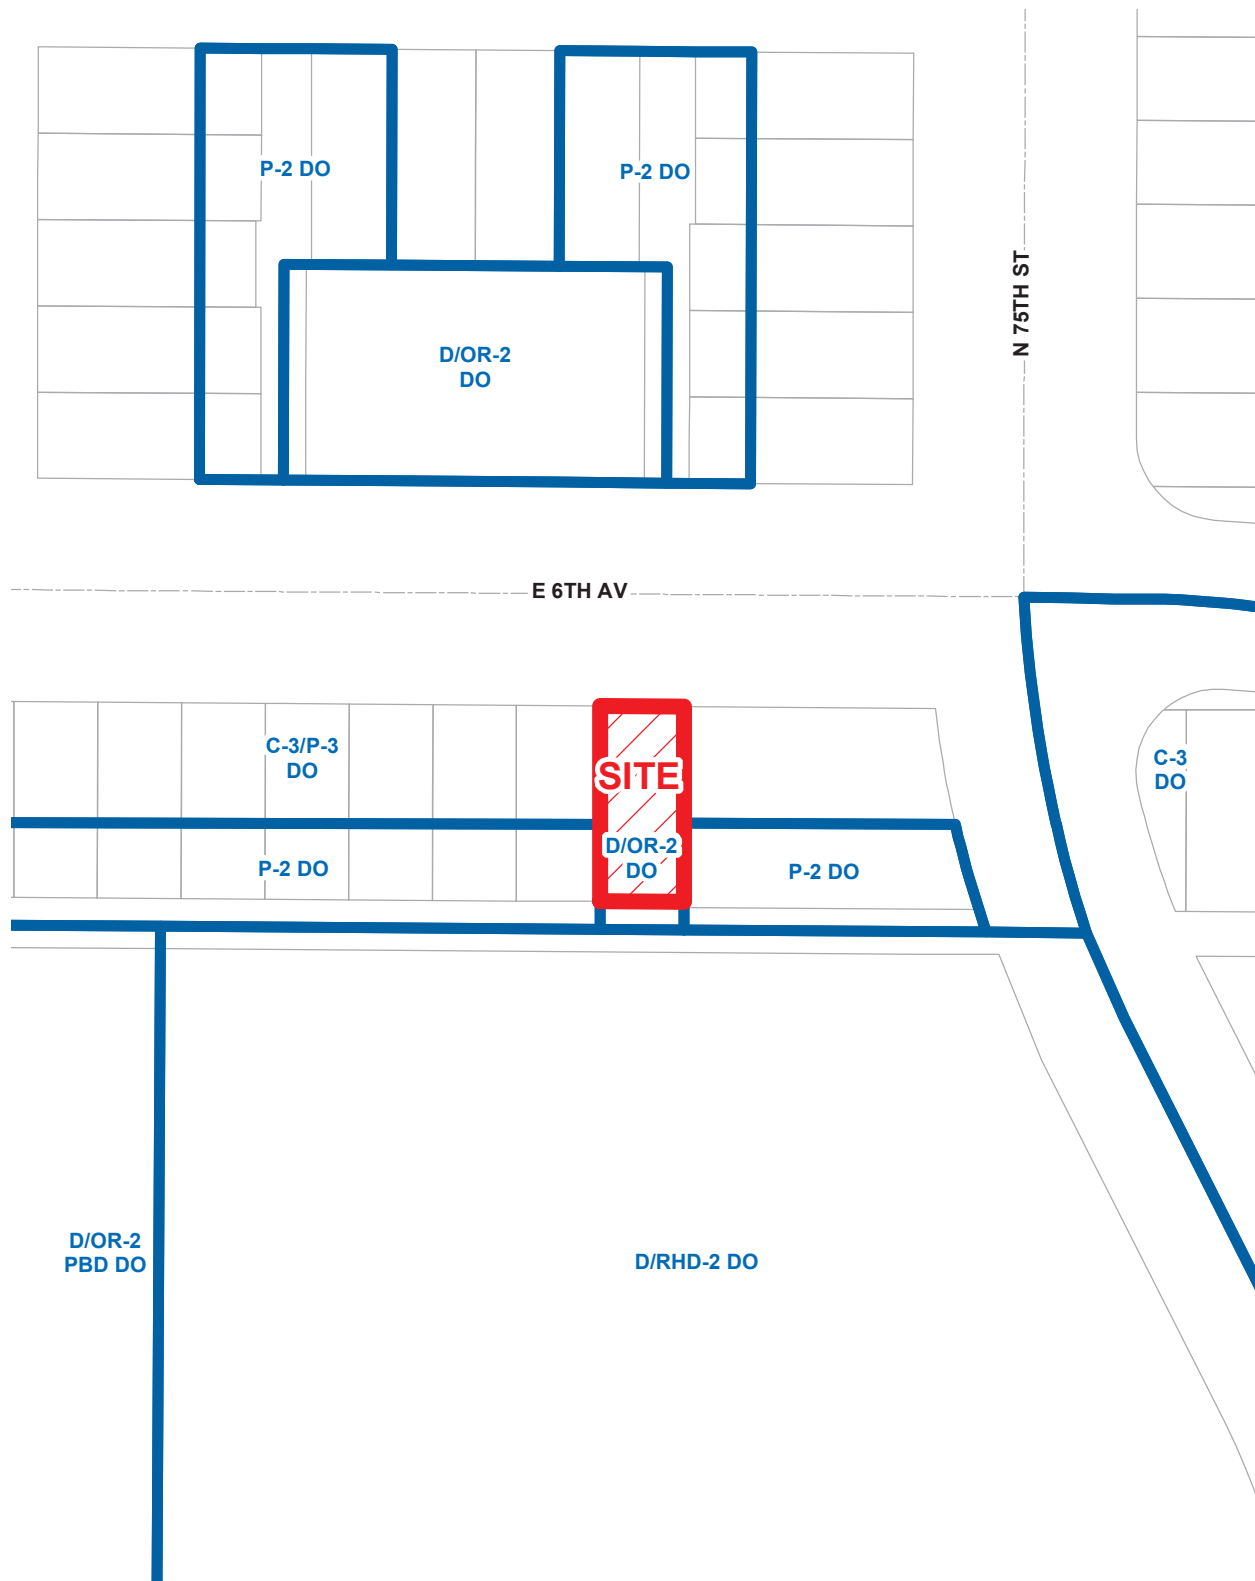 P-2 DO
P-2 DO
D/OR-2
DO
N 75TH ST
E 6TH AV
C-3/P-3
DO
SITE
C-3
DO
D/OR-2
DO
P-2 DO
P-2 DO
D/OR-2
PBD DO
D/RHD-2 DO